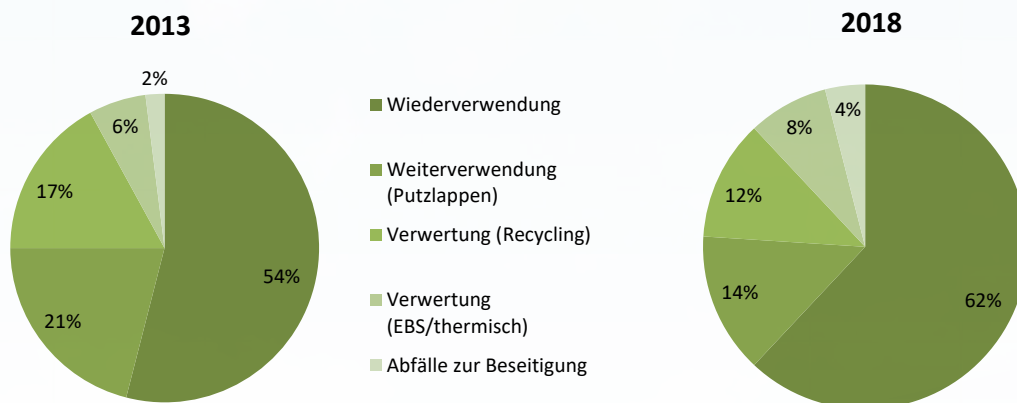 2013
2%
6%
17%
54%
21%
Wiederverwendung
Weiterverwendung
(Putzlappen)
Verwertung (Recycling)
Verwertung
(EBS/thermisch)
Abfälle zur Beseitigung
2018
4%
8%
12%
14%
62%